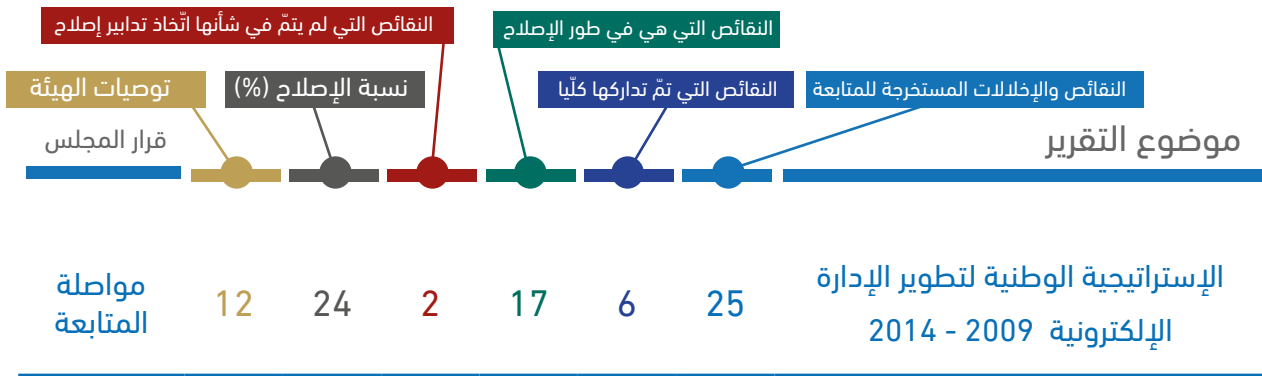 النقائص التي هي في طور الإصلاح
النقائص التي لم يتمّ في شأنها اتّخاذ تدابير إصلاح
النقائص والإخلالات المستخرجة للمتابعة
النقائص التي تمّ تداركها كلّيا
نسبة الإصلاح (%)
توصيات الهيئة
موضوع التقرير
قرار المجلس
الإستراتيجية الوطنية لتطوير الإدارة
الإلكترونية 2009 - 2014
25
6
17
2
24
12
مواصلة
المتابعة